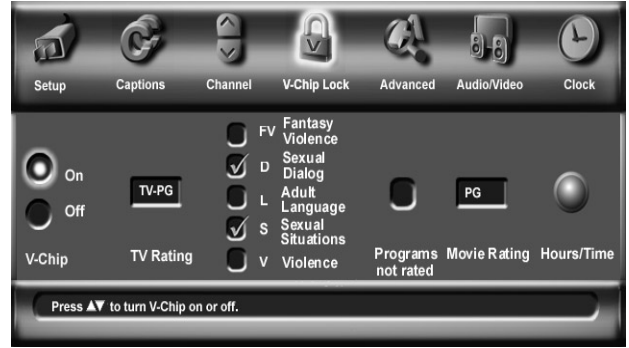 Setup Captions Channel V-Chip Lock Advanced Audio/Video Clock
FV Fantasy
Violence
D Sexual
Dialog
L Adult
Language
S Sexual
Situations
V Violence
On
Off
V-Chip
TV-PG
TV Rating
Programs
not rated
PG
Movie Rating
Hours/Time
Press ▲▼ to turn V-Chip on or off.